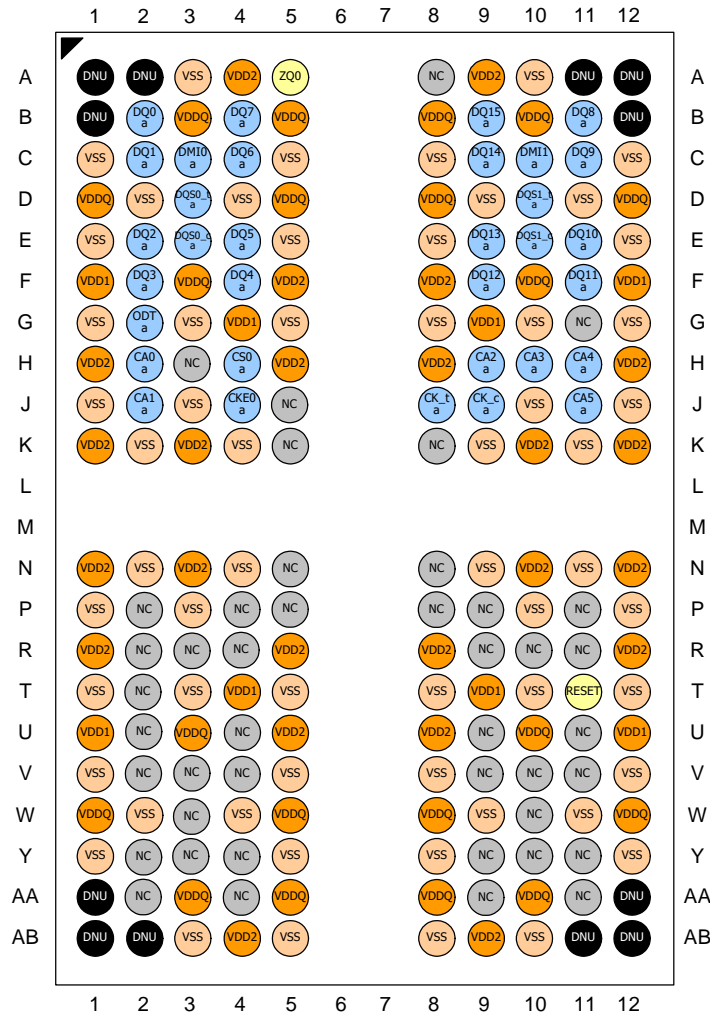 1 2 3 4 5 6 7 8 9 10 11 12
A DNU DNU VSS VDD2 ZQ0 NC VDD2 VSS DNU DNU A
B DNU DQ0 a VDDQ DQ7 a VDDQ VDDQ DQ15 a VDDQ DQ8 a DNU B
C VSS DQ1 a DMI0 a DQ6 a VSS VSS DQ14 a DMI1 a DQ9 a VSS C
D VDDQ VSS DQS0_t a VSS VDDQ VDDQ VSS DQS1_t a VSS VDDQ D
E VSS DQ2 a DQS0_c a DQ5 a VSS VSS DQ13 a DQS1_c a DQ10 a VSS E
F VDD1 DQ3 a VDDQ DQ4 a VDD2 VDD2 DQ12 a VDDQ DQ11 a VDD1 F
G VSS ODT a VSS VDD1 VSS VSS VDD1 VSS NC VSS G
H VDD2 CA0 a NC CS0 a VDD2 VDD2 CA2 a CA3 a CA4 a VDD2 H
J VSS CA1 a VSS CKE0 a NC CK_t a CK_c a VSS CA5 a VSS J
K VDD2 VSS VDD2 VSS NC NC VSS VDD2 VSS VDD2 K
L L
M M
N VDD2 VSS VDD2 VSS NC NC VSS VDD2 VSS VDD2 N
P VSS NC VSS NC NC NC NC VSS NC VSS P
R VDD2 NC NC NC VDD2 VDD2 NC NC NC VDD2 R
T VSS NC VSS VDD1 VSS VSS VDD1 VSS RESET VSS T
U VDD1 NC VDDQ NC VDD2 VDD2 NC VDDQ NC VDD1 U
V VSS NC NC NC VSS VSS NC NC NC VSS V
W VDDQ VSS NC VSS VDDQ VDDQ VSS NC VSS VDDQ W
Y VSS NC NC NC VSS VSS NC NC NC VSS Y
AA DNU NC VDDQ NC VDDQ VDDQ NC VDDQ NC DNU AA
AB DNU DNU VSS VDD2 VSS VSS VDD2 VSS DNU DNU AB
1 2 3 4 5 6 7 8 9 10 11 12